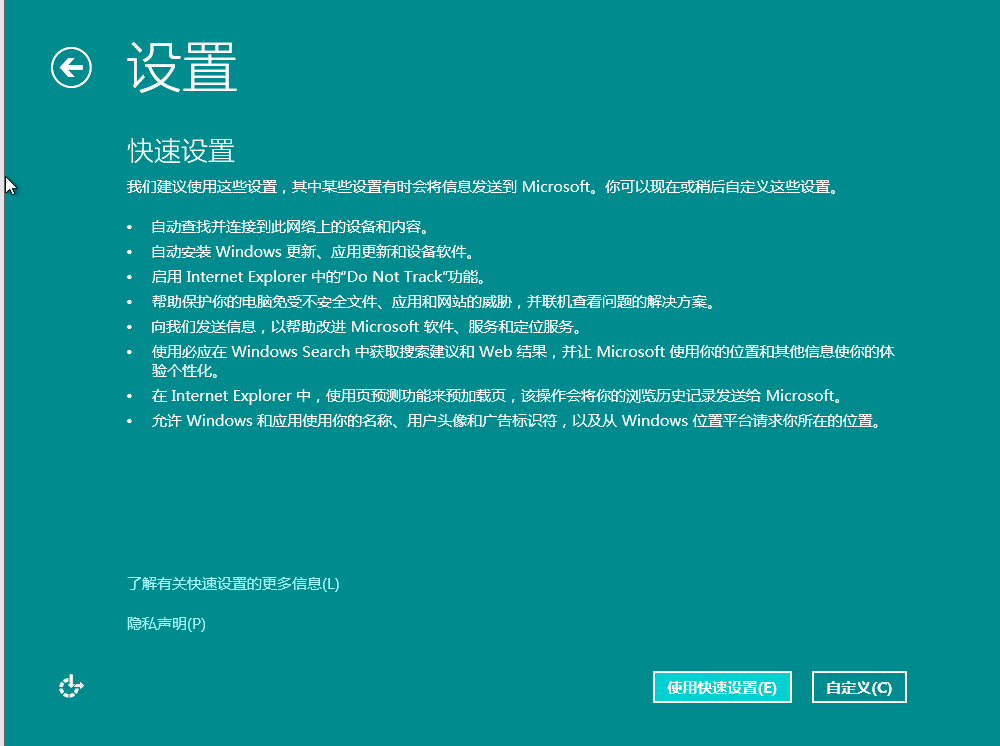 设置
快速设置
我们建议使用这些设置，其中某些设置有时会将信息发送到 Microsoft。你可以现在或稍后自定义这些设置。
• 自动查找并连接到此网络上的设备和内容。
• 自动安装 Windows 更新、应用更新和设备软件。
• 启用 Internet Explorer 中的"Do Not Track"功能。
• 帮助保护你的电脑免受不安全文件、应用和网站的威胁，并联机查看问题的解决方案。
• 向我们发送信息，以帮助改进 Microsoft 软件、服务和定位服务。
• 使用必应在 Windows Search 中获取搜索建议和 Web 结果，并让 Microsoft 使用你的位置和其他信息使你的体
验个性化。
• 在 Internet Explorer 中，使用页预测功能来预加载页，该操作会将你的浏览历史记录发送给 Microsoft。
• 允许 Windows 和应用使用你的名称、用户头像和广告标识符，以及从 Windows 位置平台请求你所在的位置。
了解有关快速设置的更多信息(L)
隐私声明(P)
使用快速设置(E)
自定义(C)